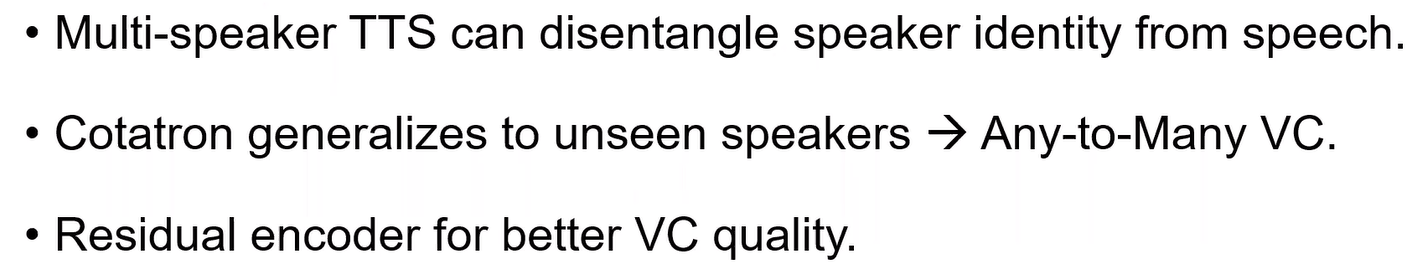 • Multi-speaker TTS can disentangle speaker identity from speech.
• Cotatron generalizes to unseen speakers → Any-to-Many VC.
• Residual encoder for better VC quality.